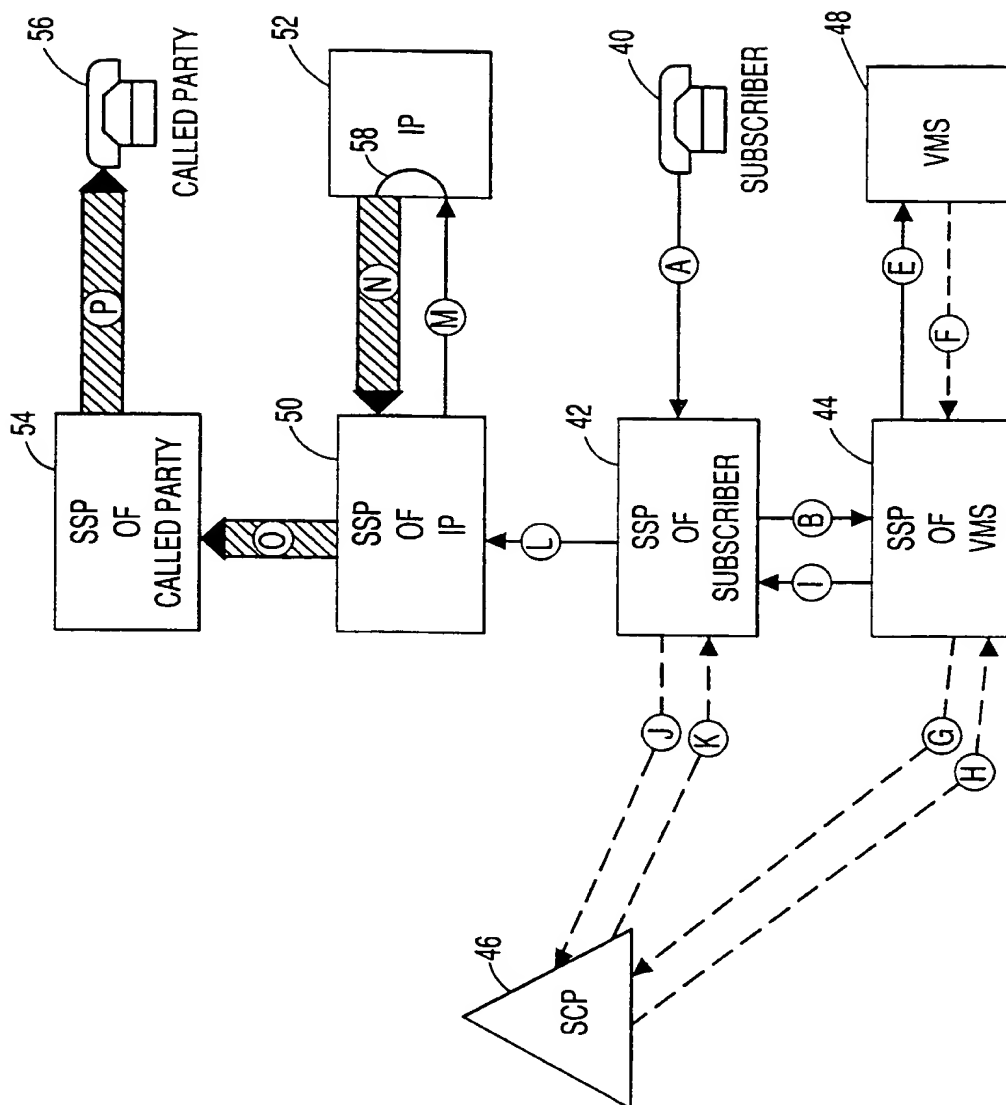 56
CALLED PARTY
P
54
SSP
OF
CALLED PARTY
O
52
IP
58
N
M
50
SSP
OF
IP
L
40
SUBSCRIBER
A
42
SSP
OF
SUBSCRIBER
J
K
B
I
46
SCP
48
VMS
E
F
44
SSP
OF
VMS
G
H